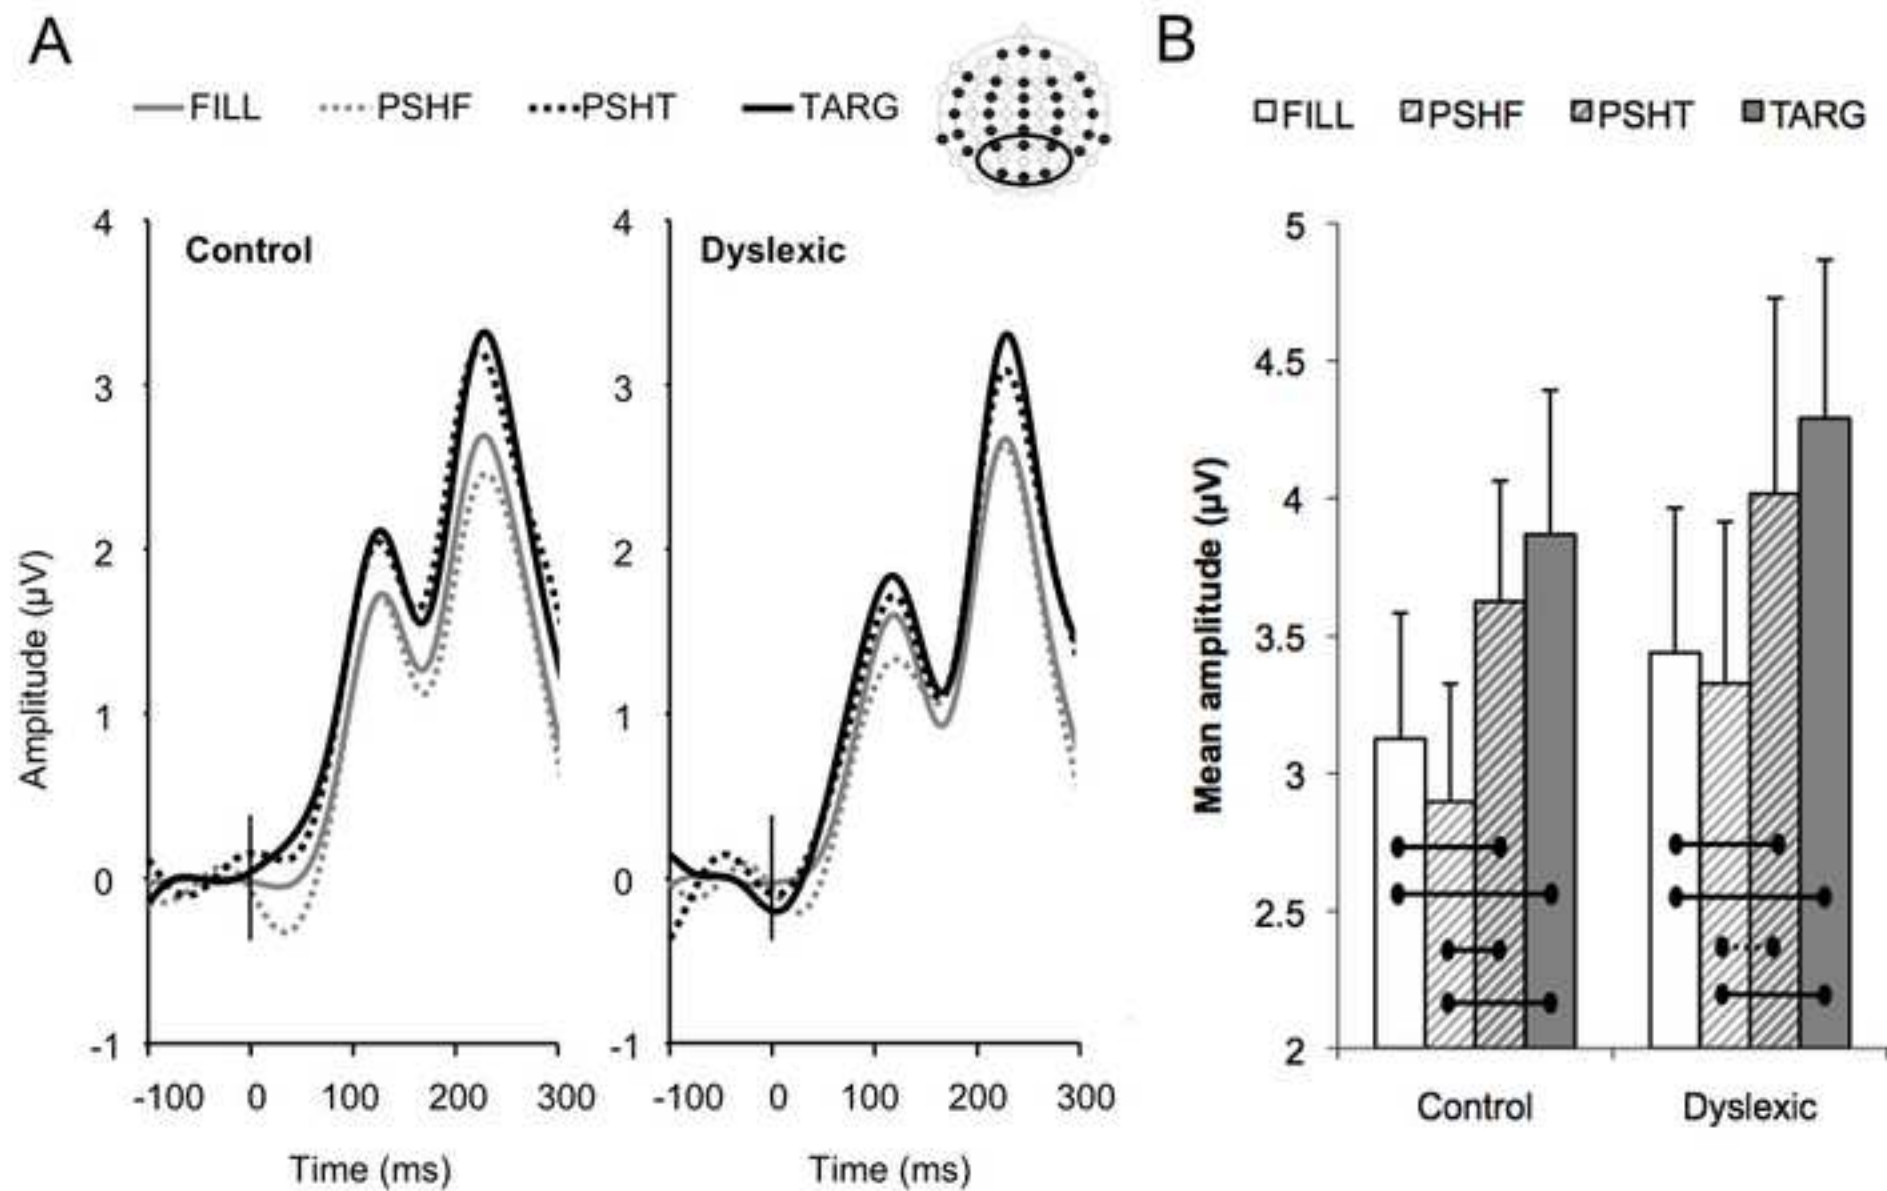 A
FILL PSHF PSHT TARG
Control
4
3
2
1
0
-1
Amplitude (µV)
-100 0 100 200 300
Time (ms)
Dyslexic
4
3
2
1
0
-1
-100 0 100 200 300
Time (ms)
B
FILL PSHF PSHT TARG
5
4.5
4
3.5
3
2.5
2
Mean amplitude (µV)
Control Dyslexic